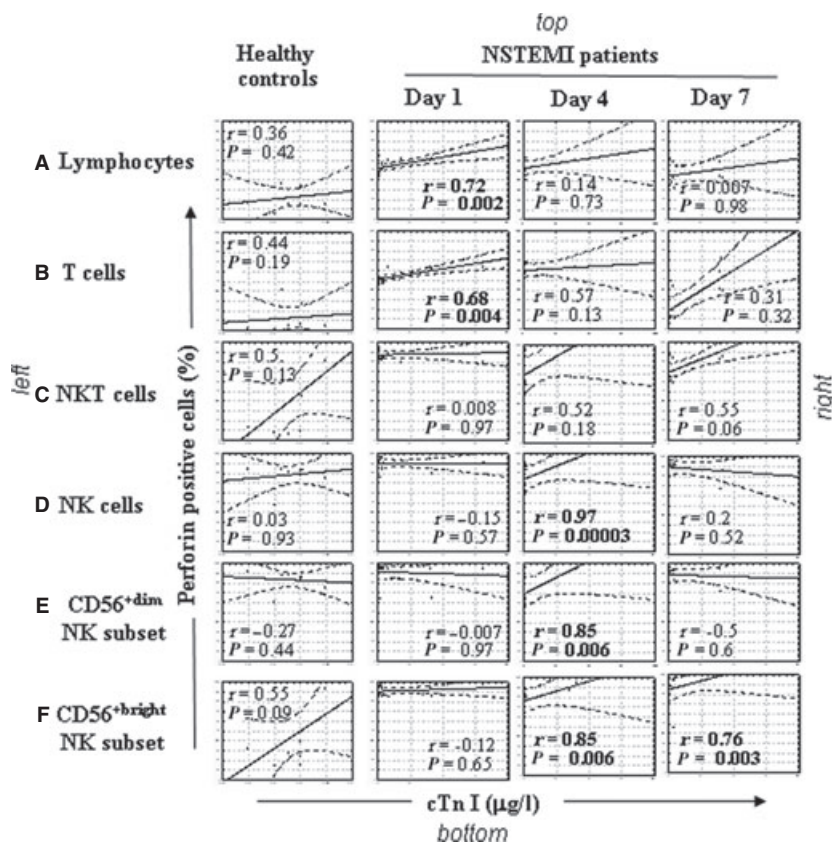 top
Healthy controls
NSTEMI patients
Day 1 Day 4 Day 7
A Lymphocytes
r = 0.36
P = 0.42
r = 0.72
P = 0.002
r = 0.14
P = 0.73
r = 0.007
P = 0.98
B T cells
r = 0.44
P = 0.19
r = 0.68
P = 0.004
r = 0.57
P = 0.13
r = 0.31
P = 0.32
C NKT cells
r = 0.5
P = 0.13
r = 0.008
P = 0.97
r = 0.52
P = 0.18
r = 0.55
P = 0.06
D NK cells
r = 0.03
P = 0.93
r = −0.15
P = 0.57
r = 0.97
P = 0.00003
r = 0.2
P = 0.52
E CD56+dim
NK subset
r = −0.27
P = 0.44
r = −0.007
P = 0.97
r = 0.85
P = 0.006
r = -0.5
P = 0.6
F CD56+bright
NK subset
r = 0.55
P = 0.09
r = -0.12
P = 0.65
r = 0.85
P = 0.006
r = 0.76
P = 0.003
Perforin positive cells (%)
left
right
cTn I (µg/l)
bottom